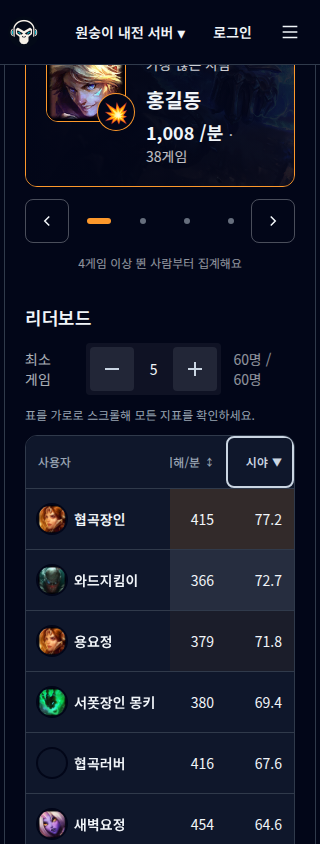 원숭이 내전 서버 ▼ 로그인
홍길동
1,008 /분 ·
38게임
4게임 이상 뛴 사람부터 집계해요
리더보드
최소 게임
5
60명 / 60명
표를 가로로 스크롤해 모든 지표를 확인하세요.
사용자 해/분 ↕ 시야 ▼
협곡장인 415 77.2
와드지킴이 366 72.7
용요정 379 71.8
서폿장인 몽키 380 69.4
협곡러버 416 67.6
새벽요정 454 64.6